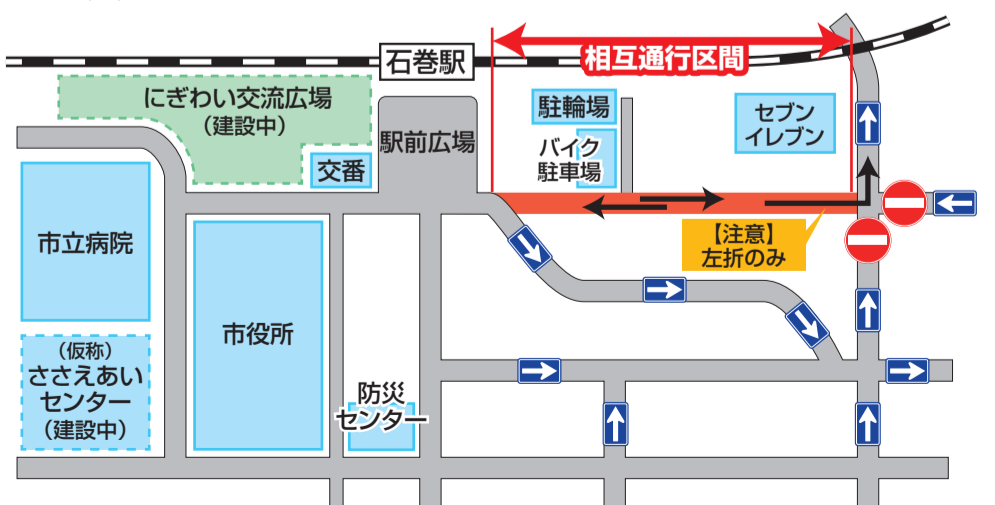 石巻駅
相互通行区間
にぎわい交流広場
(建設中)
駅前広場
駐輪場
セブン
イレブン
バイク
駐車場
交番
【注意】
左折のみ
市立病院
市役所
(仮称)
ささえあい
センター
(建設中)
防災
センター